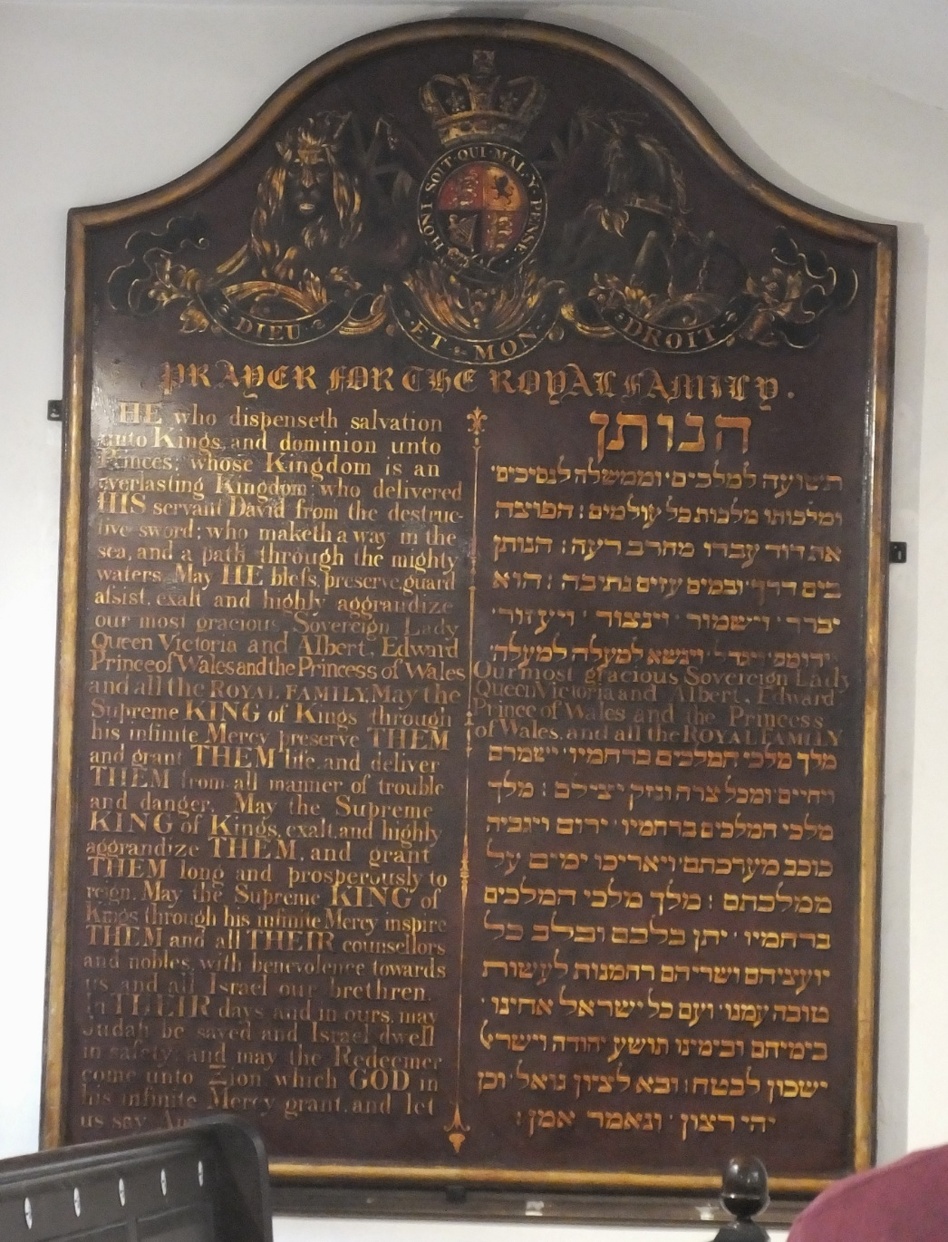 HONI·SOIT·QUI·MAL·Y·PENSE
DIEU
ET·MON
DROIT
PRAYER FOR THE ROYAL FAMILY.
HE who dispenseth salvation
unto Kings, and dominion unto
Princes; whose Kingdom is an
everlasting Kingdom; who delivered
HIS servant David from the destruc-
tive sword; who maketh a way in the
sea, and a path through the mighty
waters. May HE bless, preserve, guard
assist, exalt and highly aggrandize
our most gracious Sovereign Lady
Queen Victoria and Albert, Edward
Prince of Wales and the Princess of Wales
and all the ROYAL FAMILY. May the
Supreme KING of Kings through
his infinite Mercy preserve THEM
and grant THEM life, and deliver
THEM from all manner of trouble
and danger. May the Supreme
KING of Kings, exalt and highly
aggrandize THEM, and grant
THEM long and prosperously to
reign. May the Supreme KING of
Kings through his infinite Mercy inspire
THEM and all THEIR counsellors
and nobles, with benevolence towards
us and all Israel our brethren.
In THEIR days and in ours, may
Judah be saved and Israel dwell
in safety, and may the Redeemer
come unto Zion which GOD in
his infinite Mercy grant, and let
us say
הנותן
תשועה למלכים· וממשלה לנסיכים·
ומלכותו מלכות כל עולמים: הפוצה
את דוד עבדו מחרב רעה: הנותן
בים דרך· ובמים עזים נתיבה: הוא
יברך· וישמור· וינצור· ויעזור·
וירומם· ויגדל· וינשא למעלה למעלה·
Our most gracious Sovereign Lady
Queen Victoria and Albert, Edward
Prince of Wales and the Princess
of Wales, and all the ROYAL FAMILY
מלך מלכי המלכים ברחמיו· ישמרם
ויחיים· ומכל צרה ונזק יצילם: מלך
מלכי המלכים ברחמיו· ירום ויגביה
כוכב מערכתם· ויאריכו ימים על
ממלכתם: מלך מלכי המלכים
ברחמיו· יתן בלבם ובלב כל
יועציהם ושריהם רחמנות לעשות
טובה עמנו· ועם כל ישראל אחינו·
בימיהם ובימינו תושע יהודה וישראל
ישכון לבטח: ובא לציון גואל· וכן
יהי רצון· ונאמר אמן: